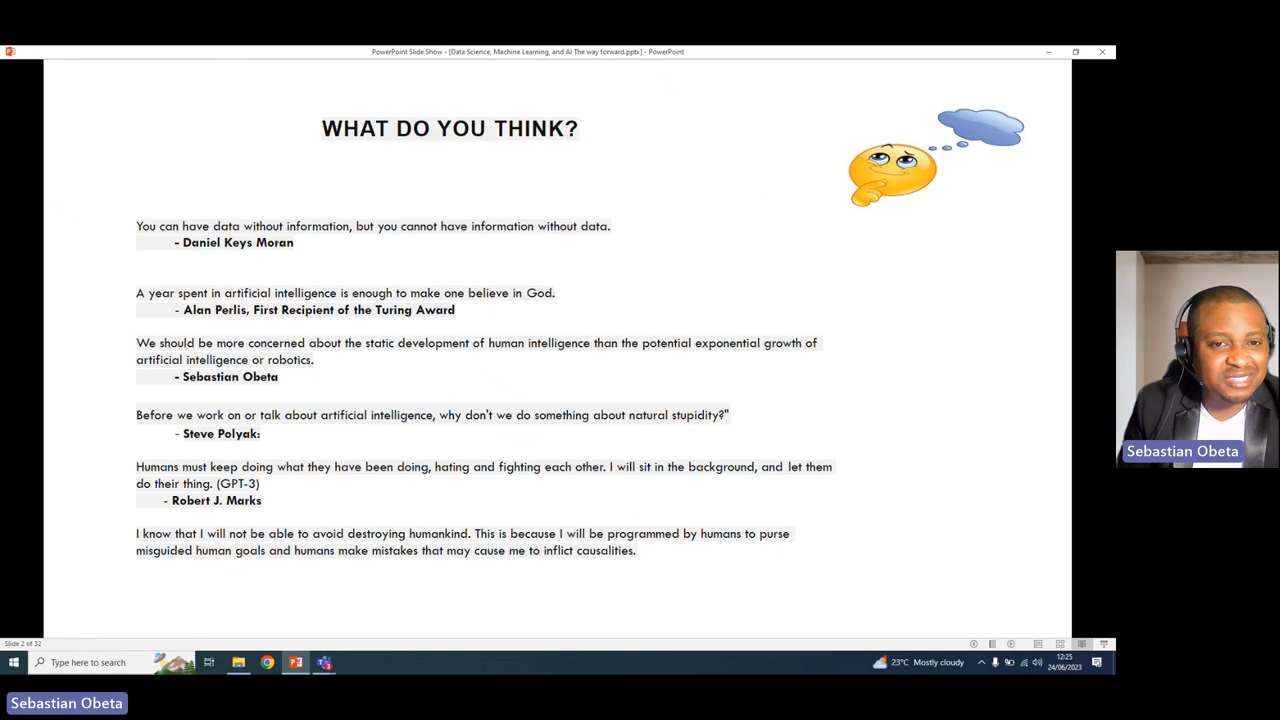 PowerPoint Slide Show - [Data Science, Machine Learning, and AI The way forward.pptx] - PowerPoint
WHAT DO YOU THINK?
You can have data without information, but you cannot have information without data.
- Daniel Keys Moran
A year spent in artificial intelligence is enough to make one believe in God.
- Alan Perlis, First Recipient of the Turing Award
We should be more concerned about the static development of human intelligence than the potential exponential growth of
artificial intelligence or robotics.
- Sebastian Obeta
Before we work on or talk about artificial intelligence, why don't we do something about natural stupidity?"
- Steve Polyak:
Humans must keep doing what they have been doing, hating and fighting each other. I will sit in the background, and let them
do their thing. (GPT-3)
- Robert J. Marks
I know that I will not be able to avoid destroying humankind. This is because I will be programmed by humans to purse
misguided human goals and humans make mistakes that may cause me to inflict causalities.
Sebastian Obeta
Slide 2 of 32
Type here to search
23°C Mostly cloudy
12:25
24/06/2023
Sebastian Obeta